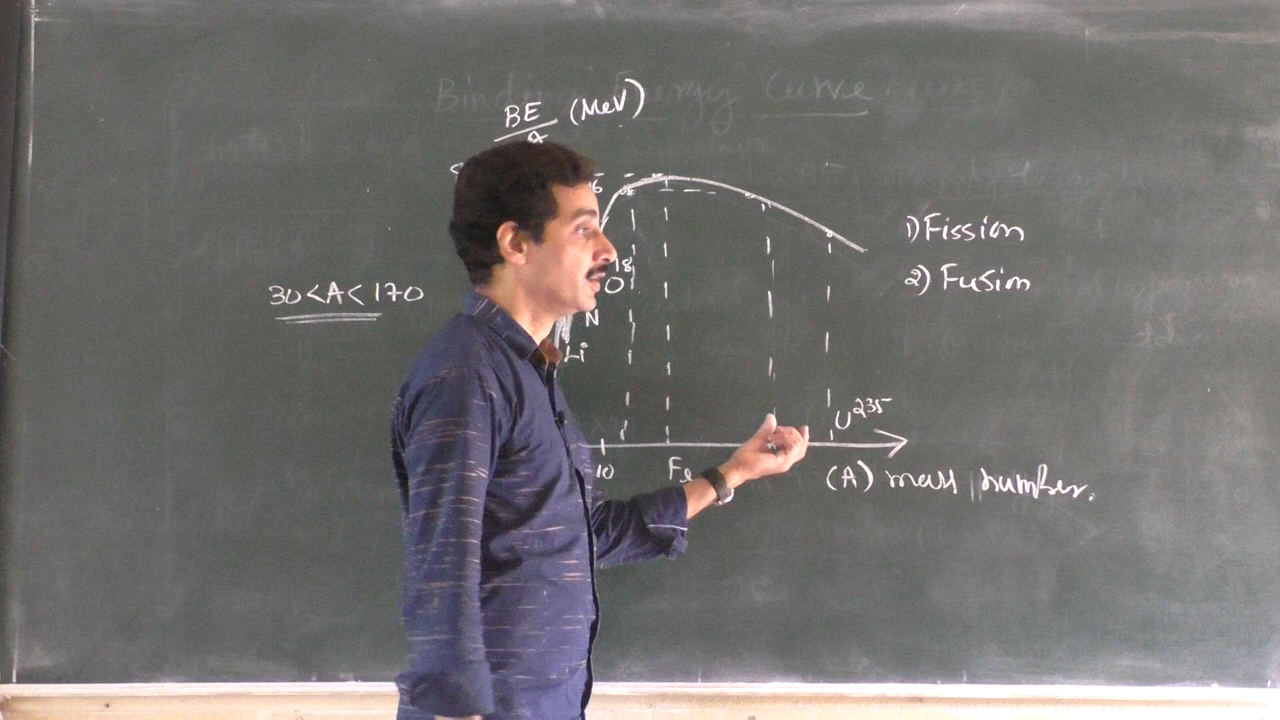 Binding Energy Curve
BE/A (MeV)
1) Fission
2) Fusion
30 < A < 170
O18
N
Li
U235
10 Fe
(A) mass number.